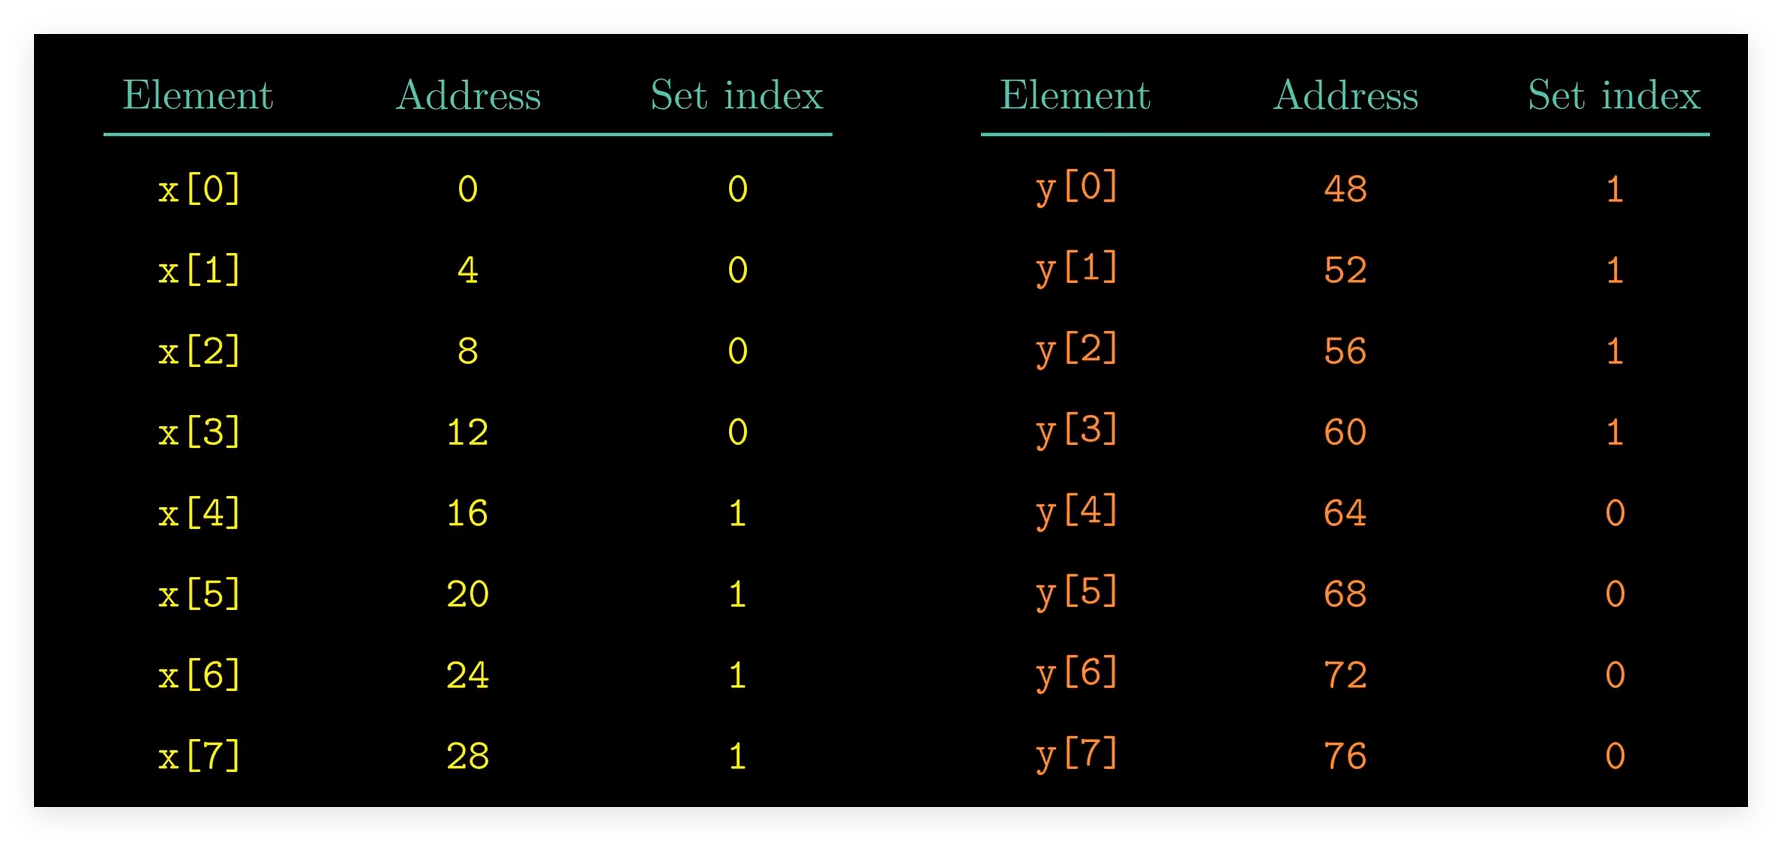 Element Address Set index Element Address Set index
x[0] 0 0 y[0] 48 1
x[1] 4 0 y[1] 52 1
x[2] 8 0 y[2] 56 1
x[3] 12 0 y[3] 60 1
x[4] 16 1 y[4] 64 0
x[5] 20 1 y[5] 68 0
x[6] 24 1 y[6] 72 0
x[7] 28 1 y[7] 76 0